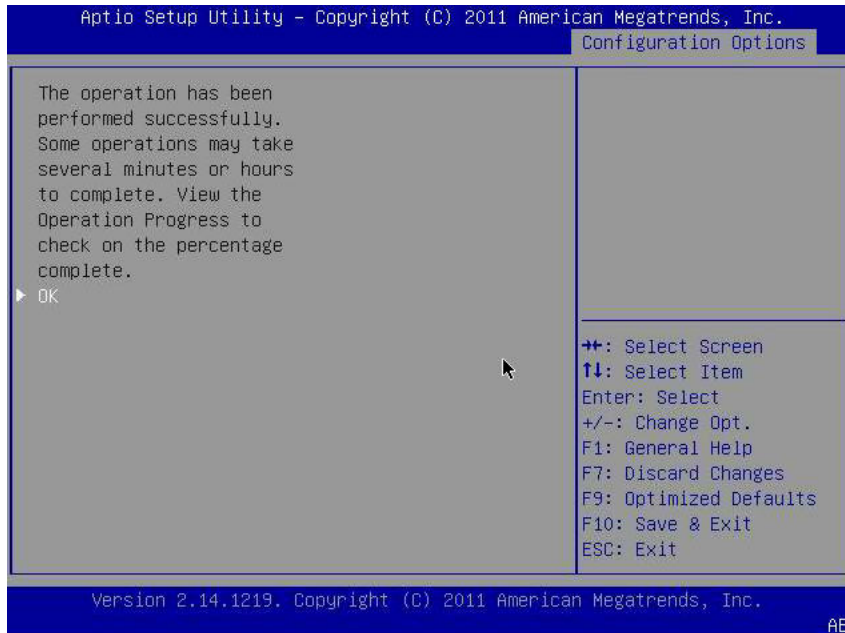 Aptio Setup Utility – Copyright (C) 2011 American Megatrends, Inc.
Configuration Options
The operation has been
performed successfully.
Some operations may take
several minutes or hours
to complete. View the
Operation Progress to
check on the percentage
complete.
OK
→←: Select Screen
↑↓: Select Item
Enter: Select
+/-: Change Opt.
F1: General Help
F7: Discard Changes
F9: Optimized Defaults
F10: Save & Exit
ESC: Exit
Version 2.14.1219. Copyright (C) 2011 American Megatrends, Inc.
AB